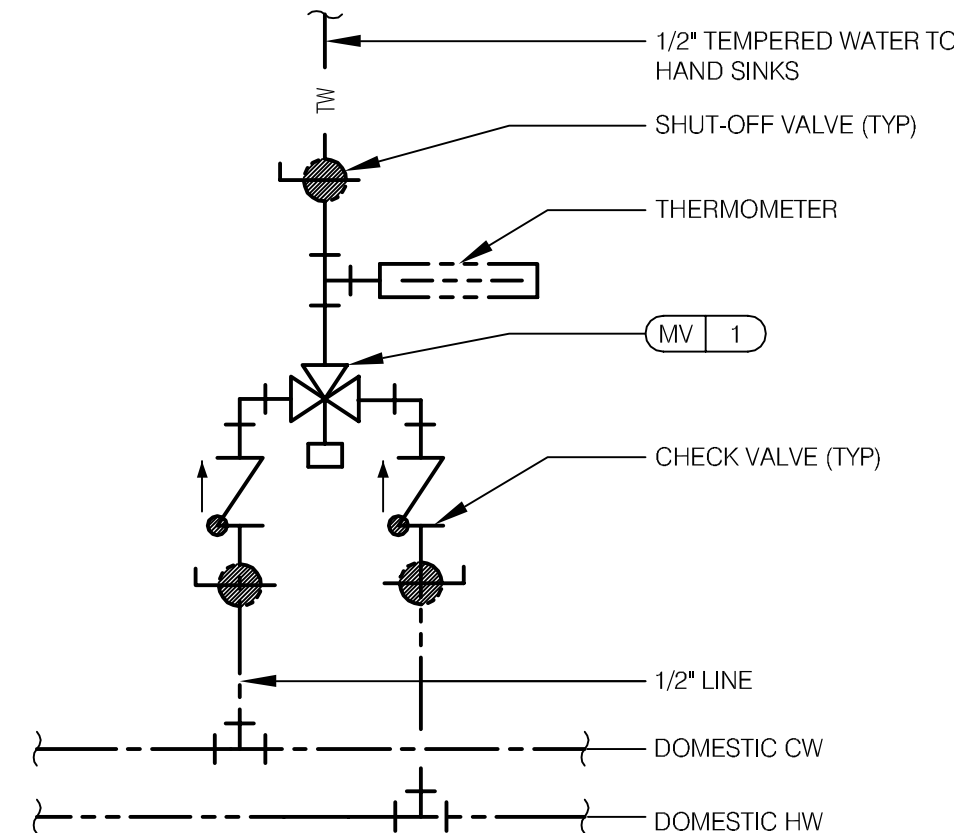 1/2" TEMPERED WATER TO
HAND SINKS
TW
SHUT-OFF VALVE (TYP)
THERMOMETER
MV 1
CHECK VALVE (TYP)
1/2" LINE
DOMESTIC CW
DOMESTIC HW